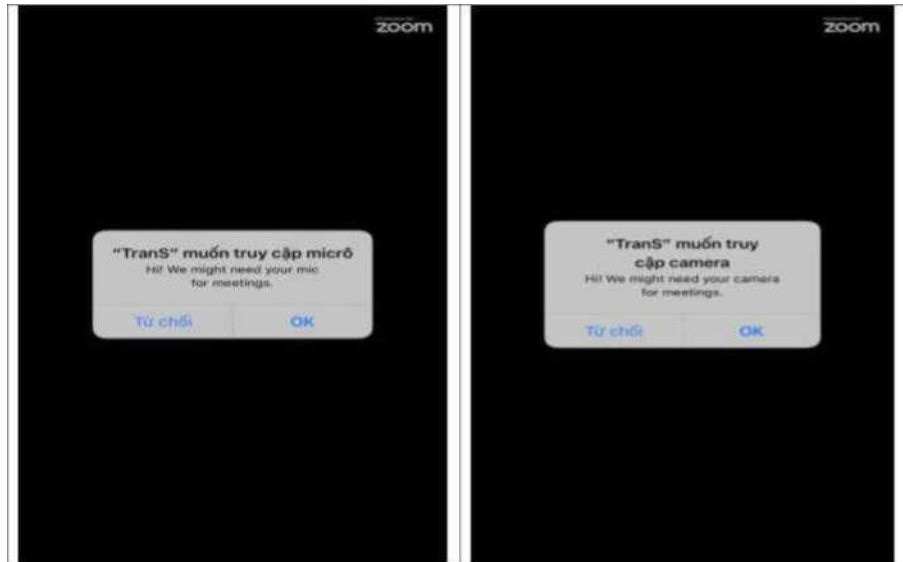 zoom
"TranS" muốn truy cập micrô
Hi! We might need your mic
for meetings.
Từ chối
OK
zoom
"TranS" muốn truy
cập camera
Hi! We might need your camera
for meetings.
Từ chối
OK